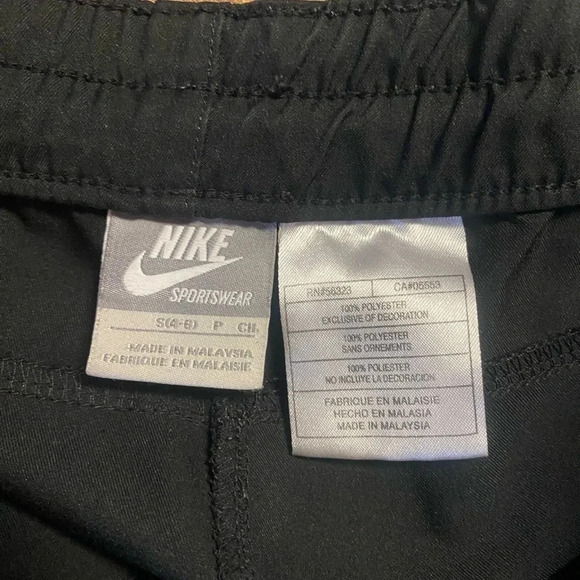 NIKE
SPORTSWEAR
S(4-6) P CH
MADE IN MALAYSIA
FABRIQUE EN MALAISIE
RN#56323 CA#05553
100% POLYESTER
EXCLUSIVE OF DECORATION
100% POLYESTER
SANS ORNEMENTS
100% POLIESTER
NO INCLUYE LA DECORACION
FABRIQUE EN MALAISIE
HECHO EN MALASIA
MADE IN MALAYSIA